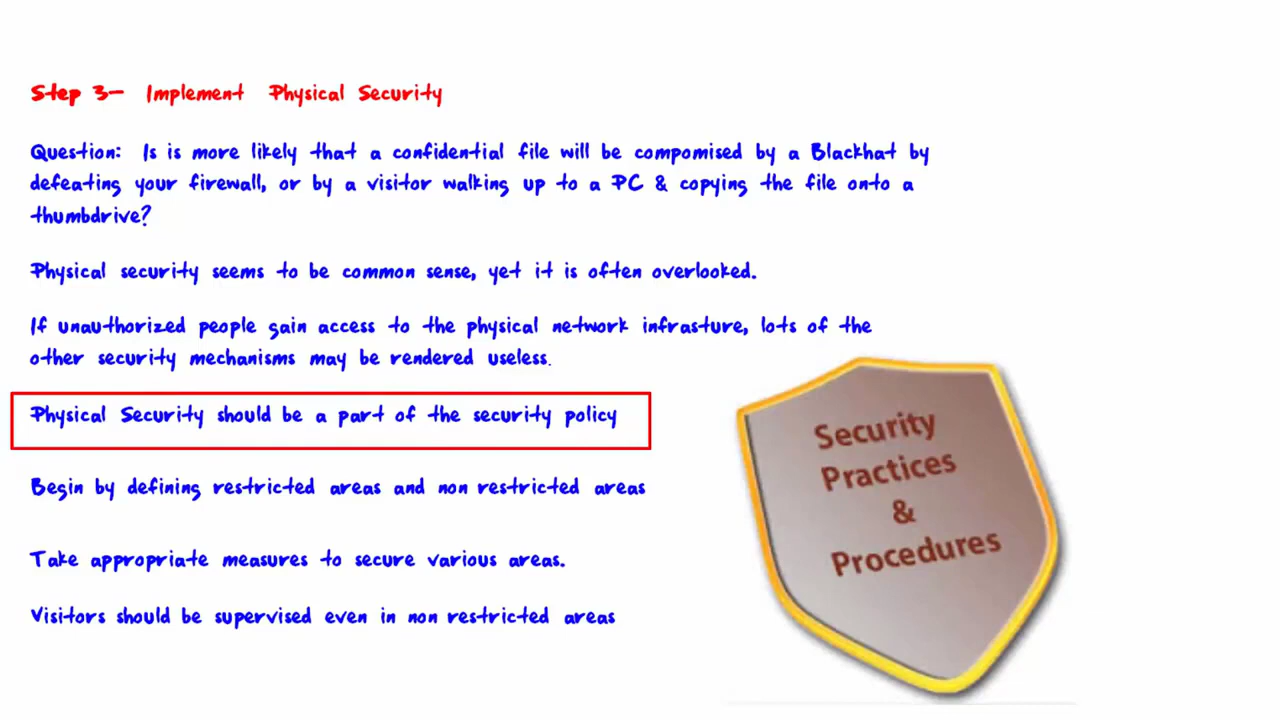 Step 3- Implement Physical Security
Question: Is is more likely that a confidential file will be compomised by a Blackhat by
defeating your firewall, or by a visitor walking up to a PC & copying the file onto a
thumbdrive?
Physical security seems to be common sense, yet it is often overlooked.
If unauthorized people gain access to the physical network infrasture, lots of the
other security mechanisms may be rendered useless.
Physical Security should be a part of the security policy
Begin by defining restricted areas and non restricted areas
Take appropriate measures to secure various areas.
Visitors should be supervised even in non restricted areas
Security
Practices
&
Procedures